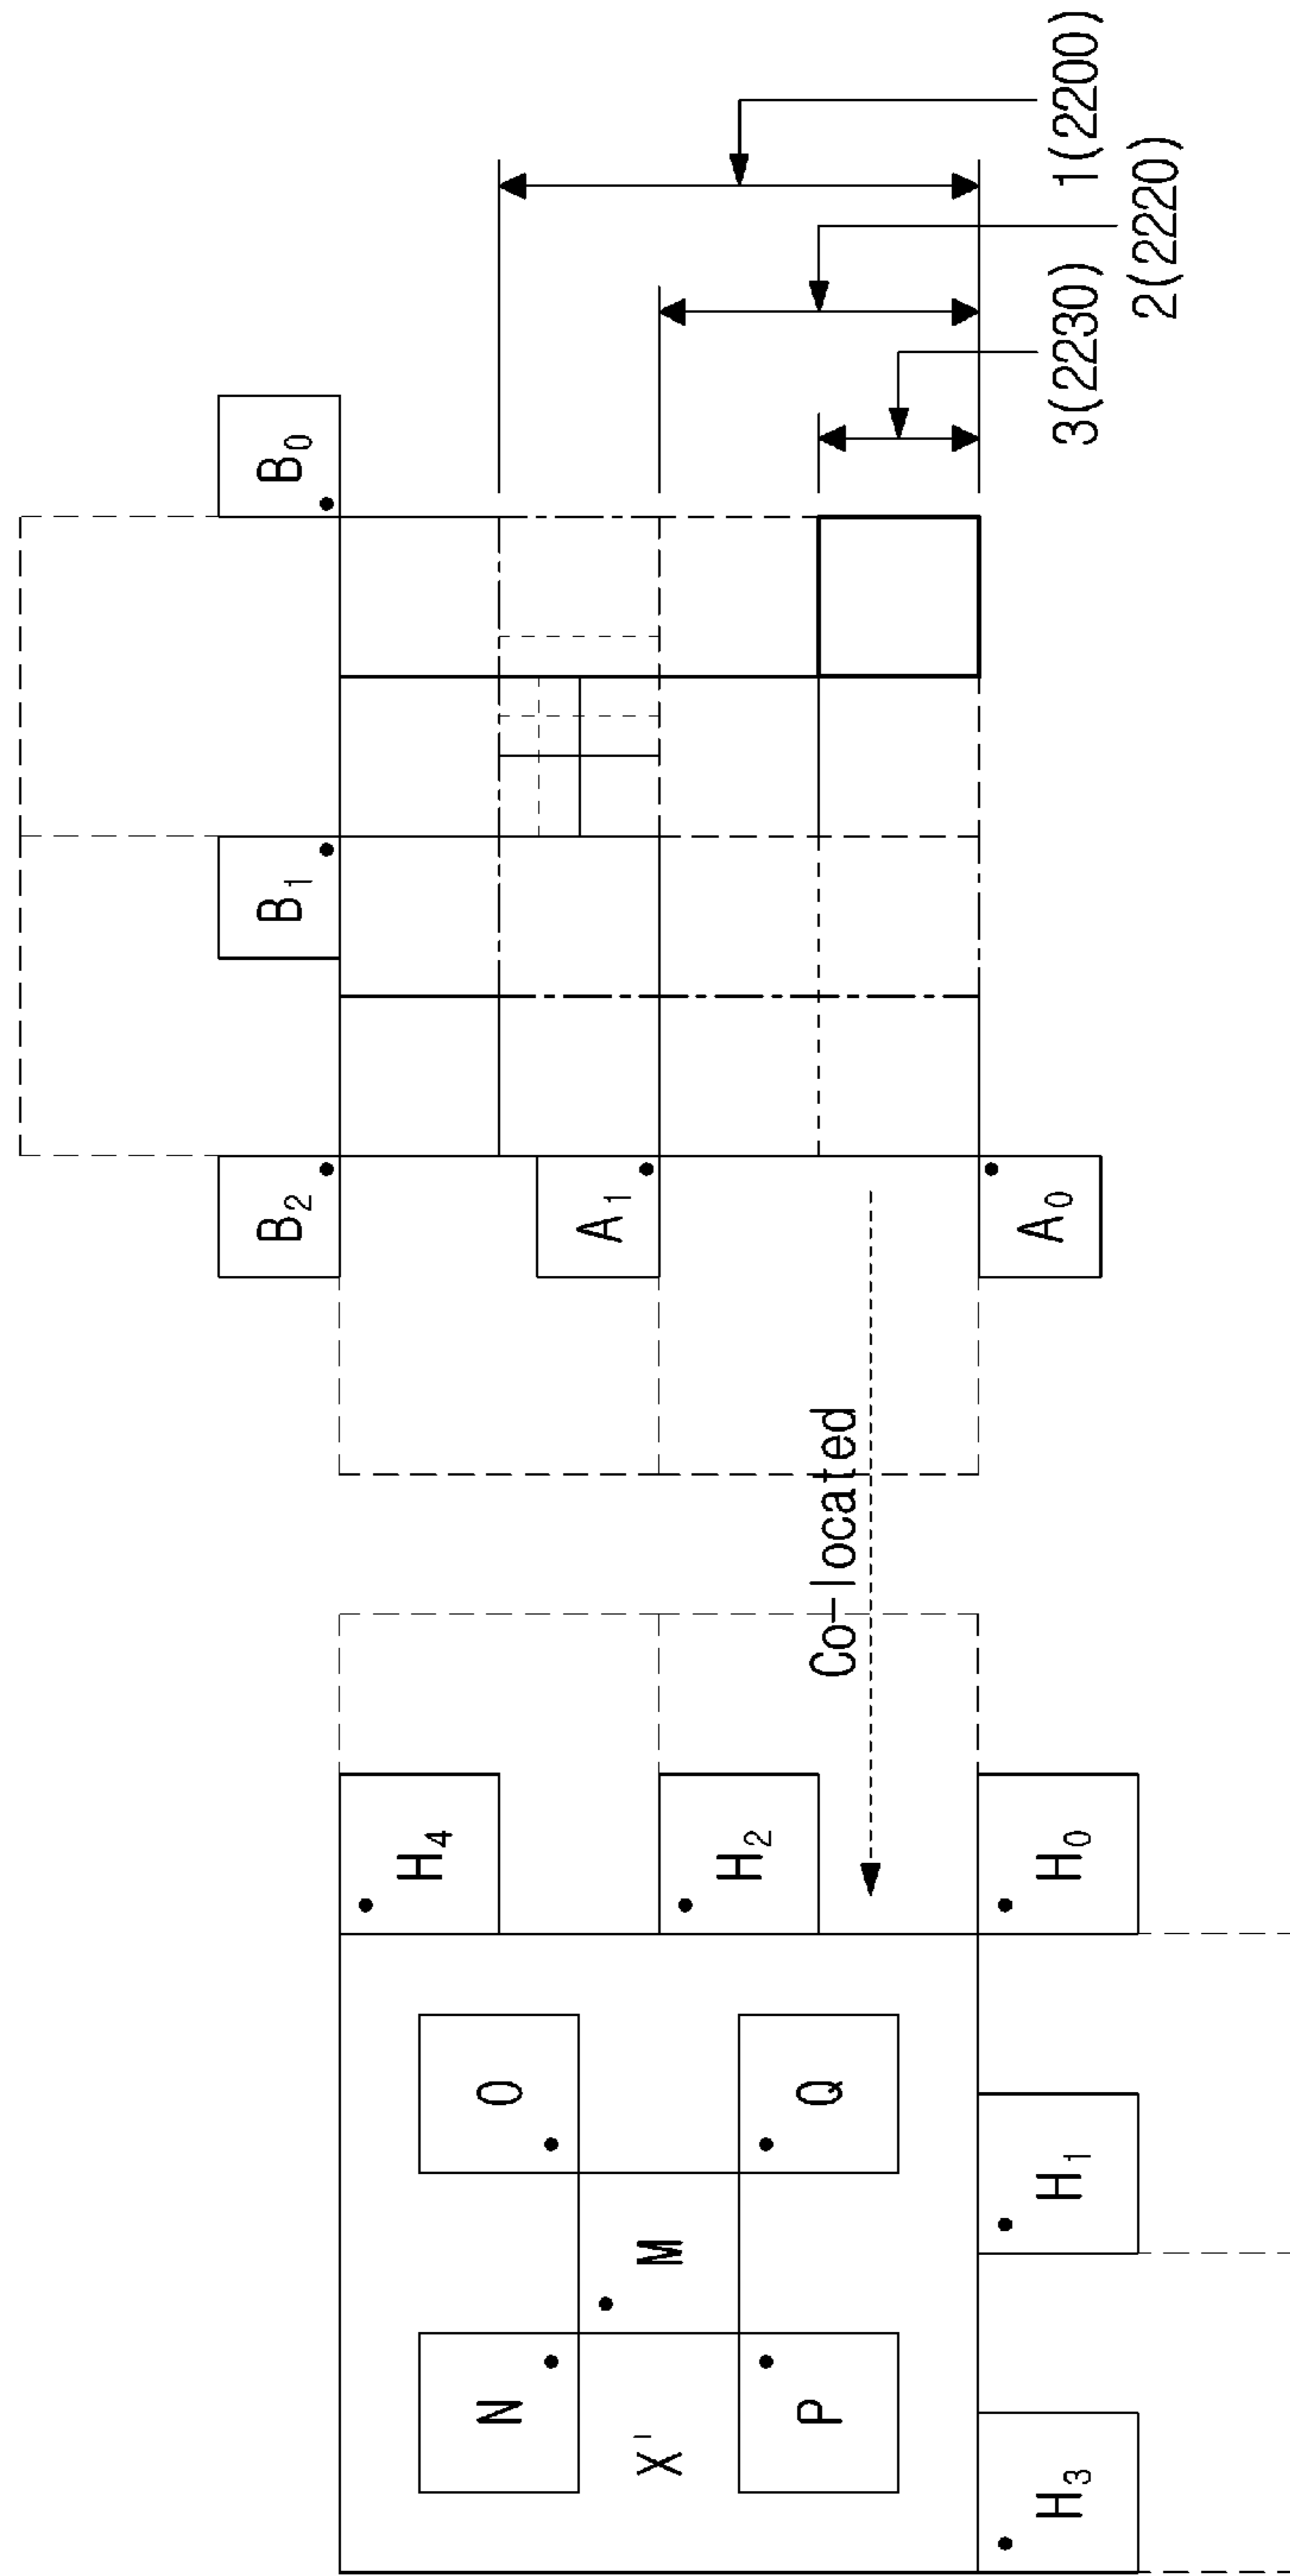 B₂
B₁
B₀
H₄
N
O
A₁
X'
M
H₂
P
Q
Co-located
H₃
H₁
H₀
A₀
3(2230)
1(2200)
2(2220)